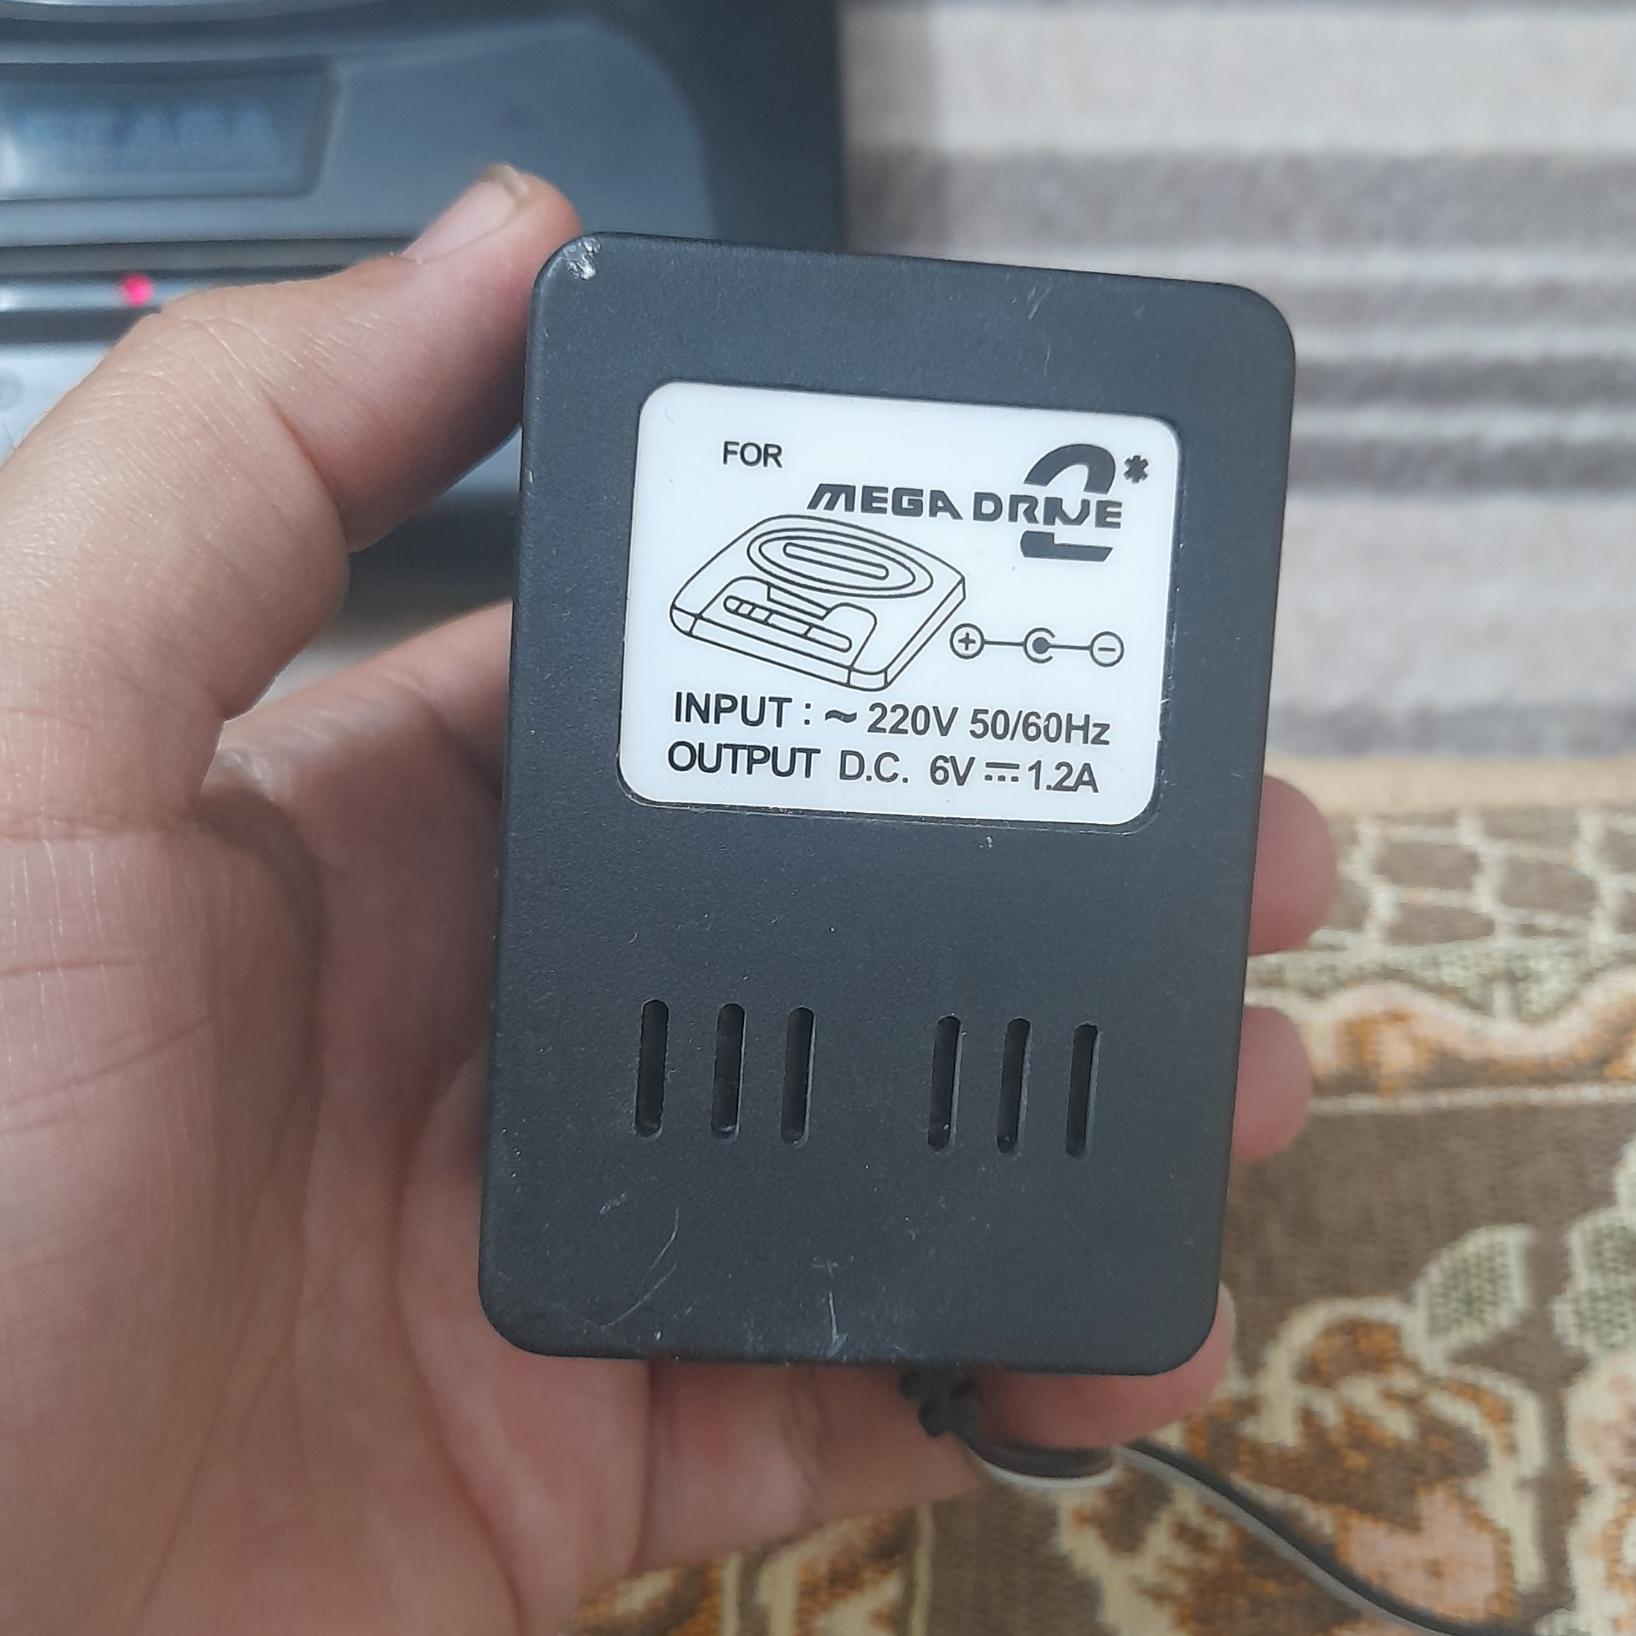 FOR
MEGA DRIVE 2*
INPUT : ~ 220V 50/60Hz
OUTPUT D.C. 6V ⎓ 1.2A